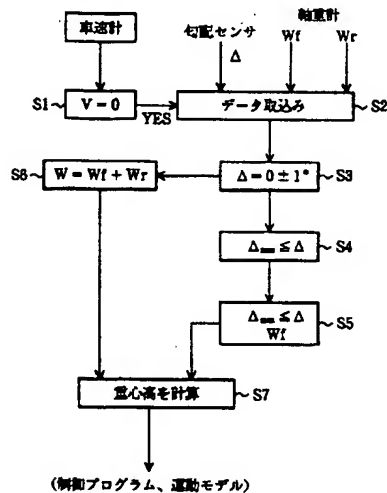 車速計
勾配センサ
Δ
軸重計
Wf Wr
S1 V = 0
YES
データ取込み S2
S6 W = Wf + Wr
Δ = 0 ± 1° S3
≤ Δ S4
≤ Δ
Wf
S5
重心高を計算 S7
(制御プログラム、運動モデル)